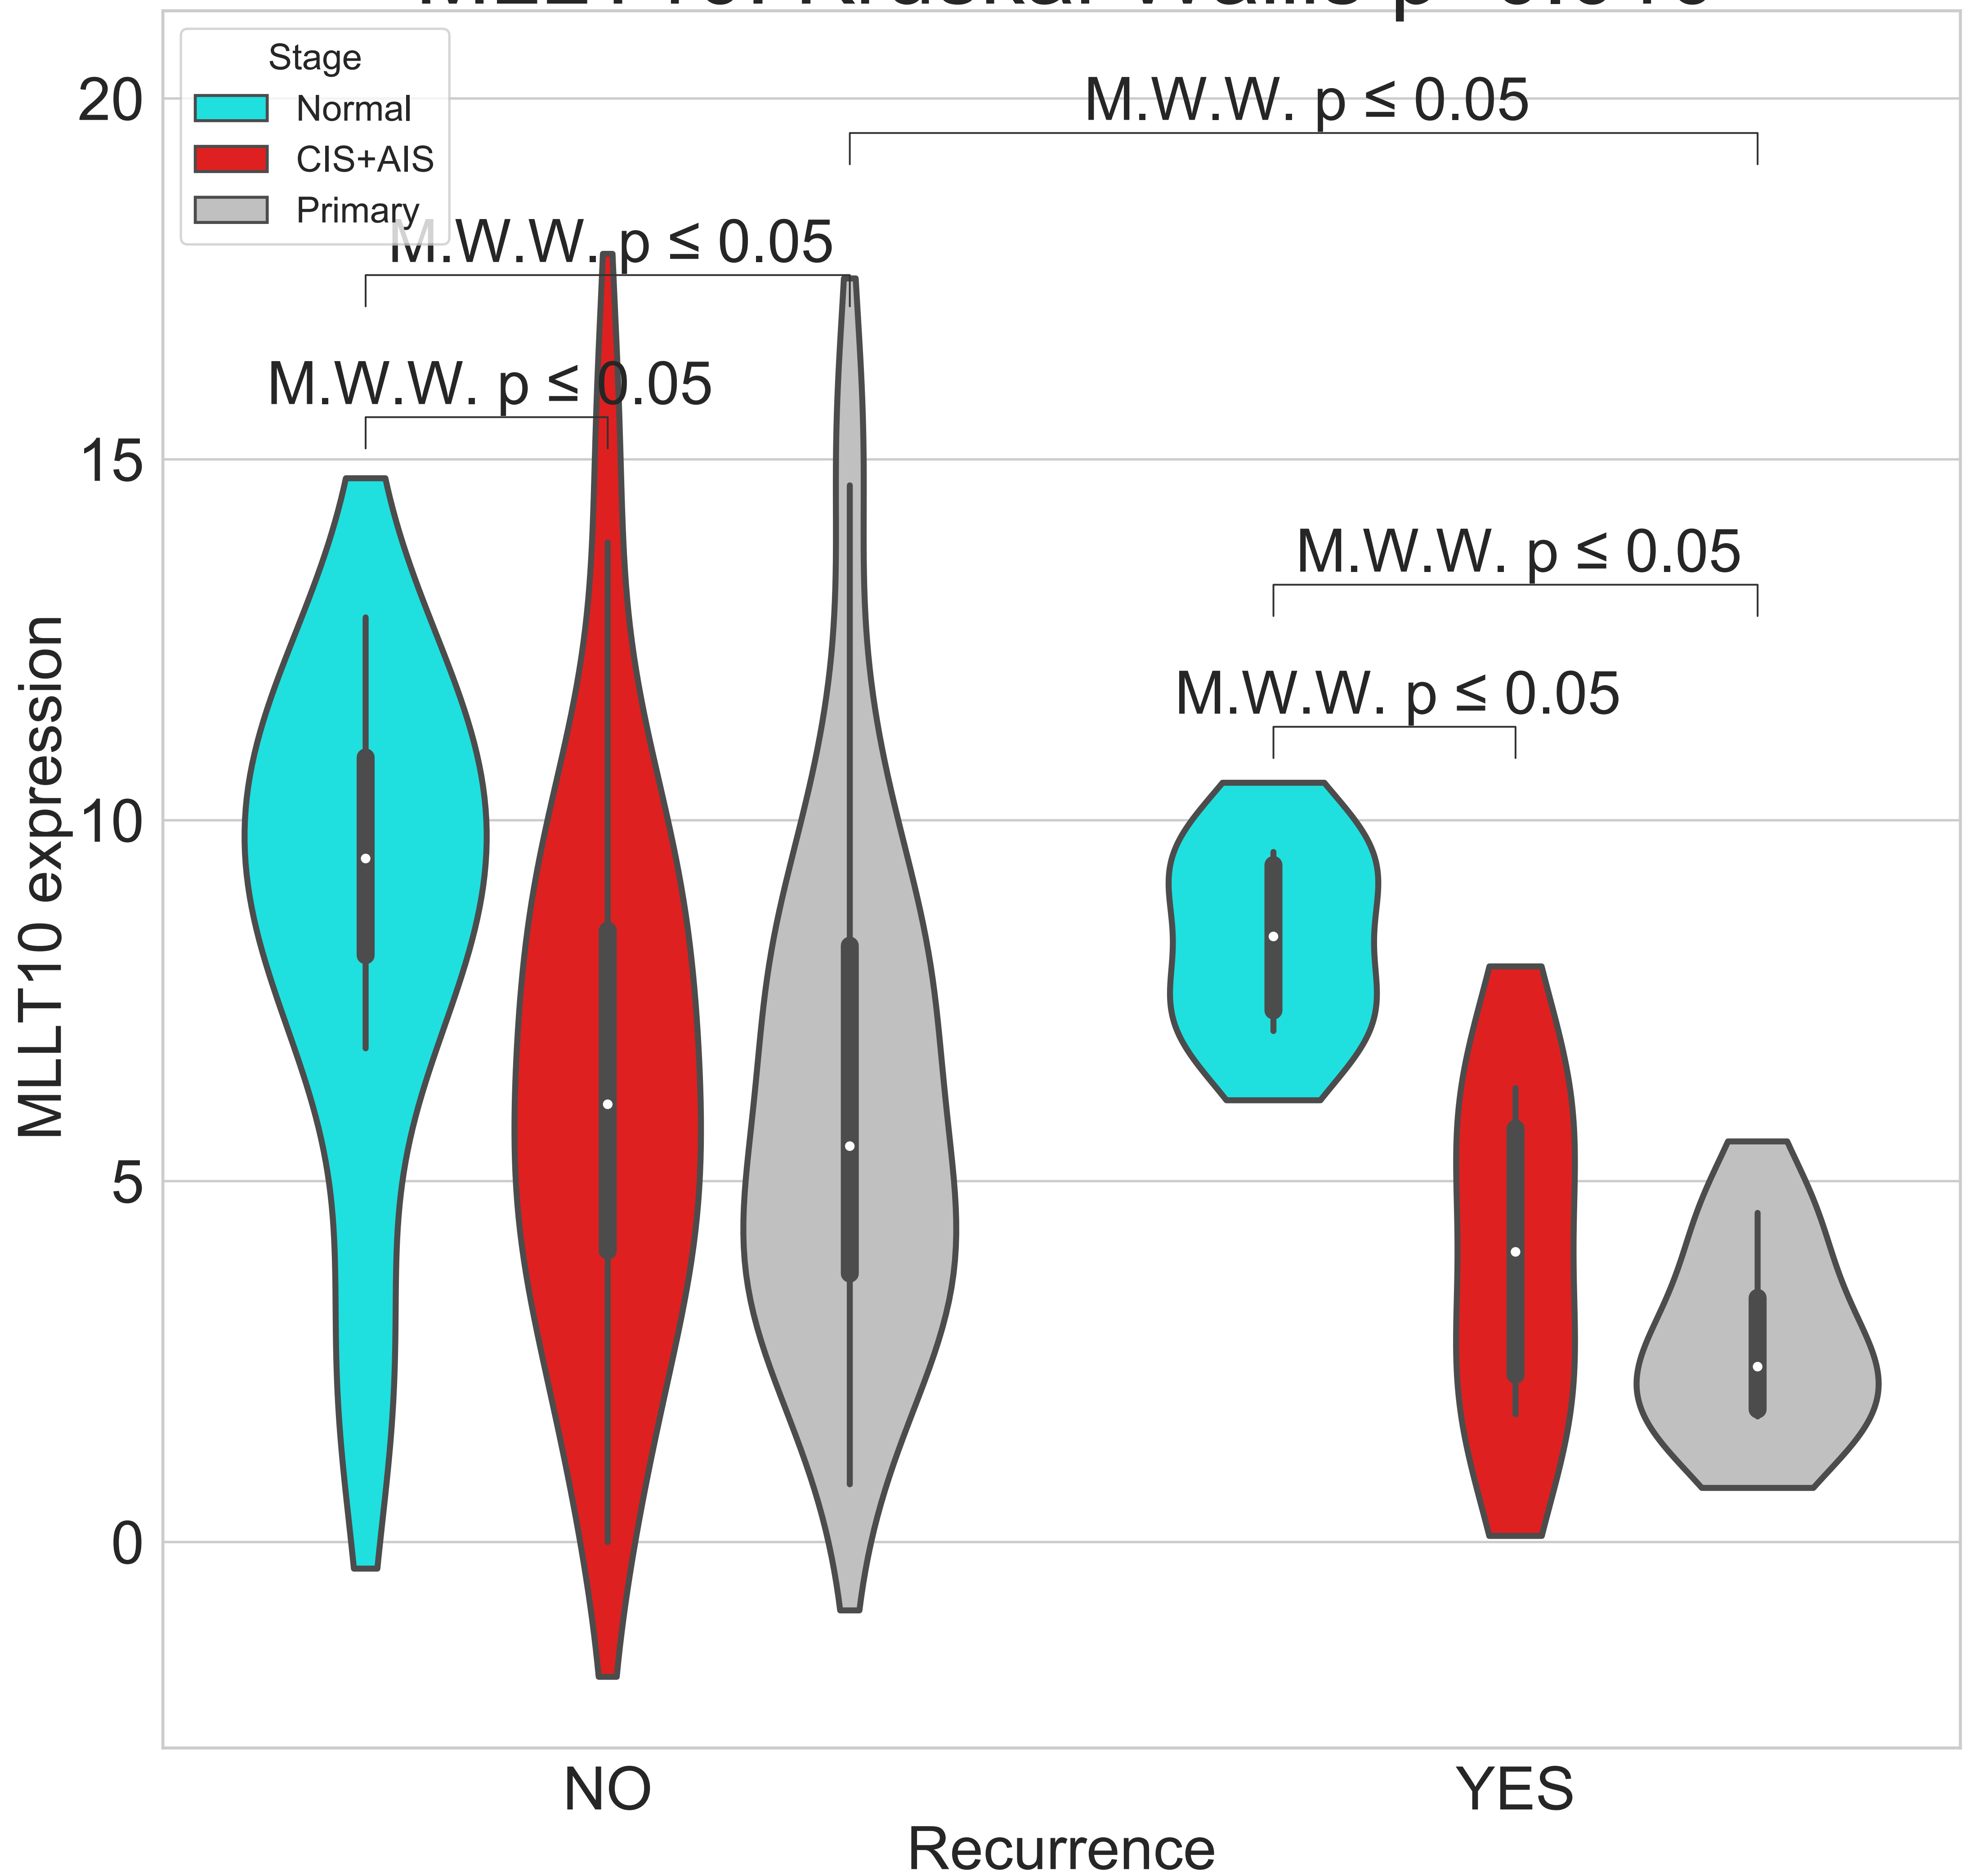 Stage
Normal
CIS+AIS
Primary
M.W.W. p ≤ 0.05
M.W.W. p ≤ 0.05
M.W.W. p ≤ 0.05
M.W.W. p ≤ 0.05
M.W.W. p ≤ 0.05
20
15
10
5
0
MLLT10 expression
NO
YES
Recurrence